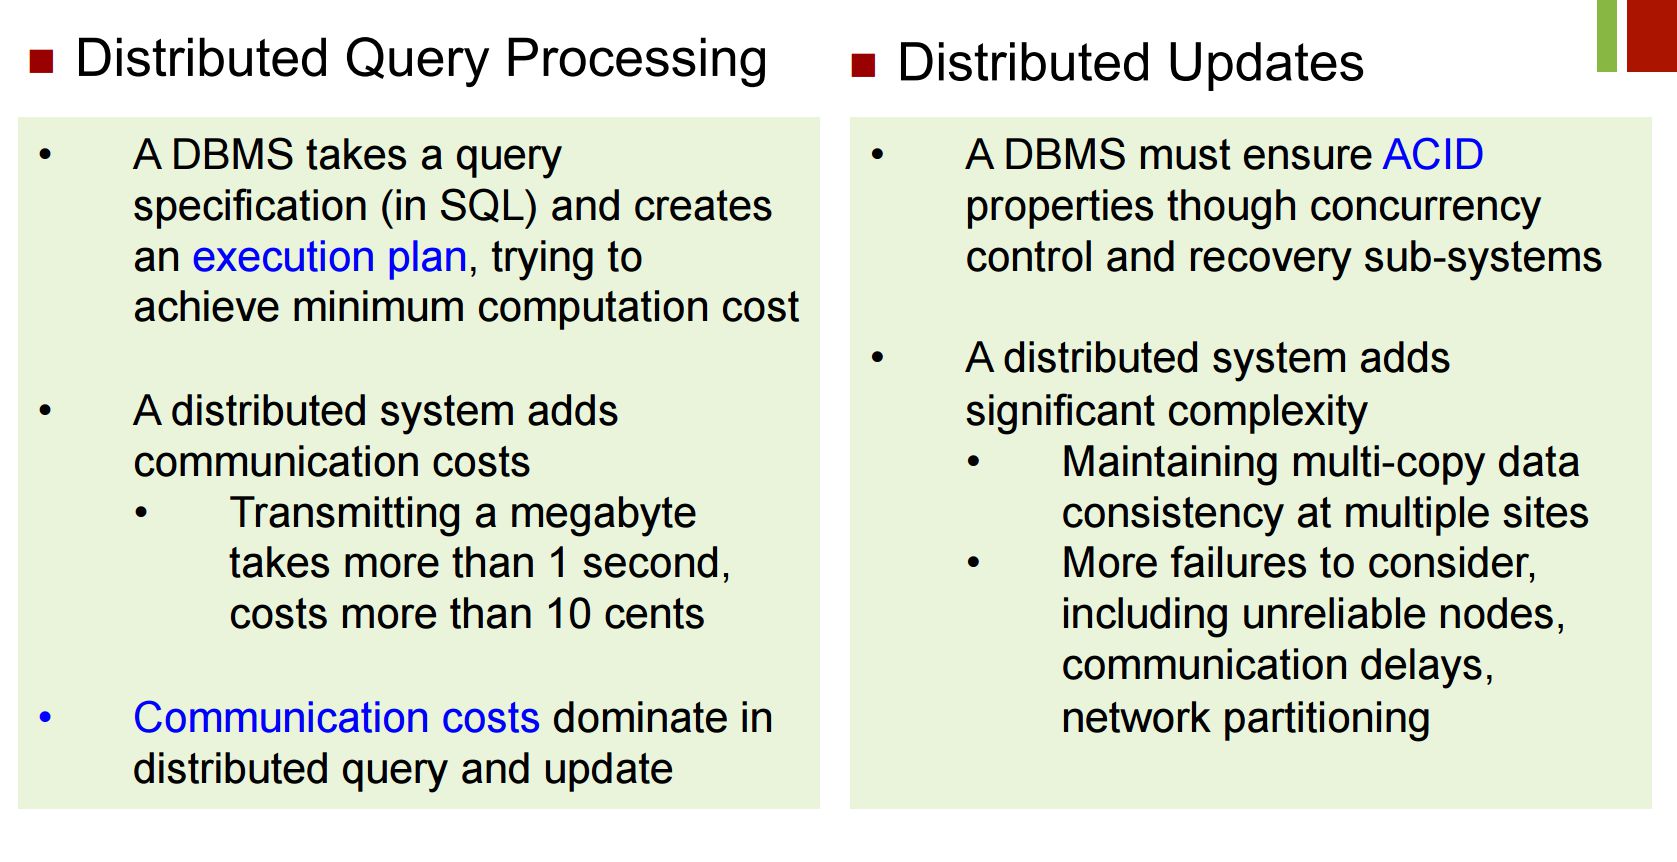 Distributed Query Processing
• A DBMS takes a query
specification (in SQL) and creates
an execution plan, trying to
achieve minimum computation cost
• A distributed system adds
communication costs
• Transmitting a megabyte
takes more than 1 second,
costs more than 10 cents
• Communication costs dominate in
distributed query and update
Distributed Updates
• A DBMS must ensure ACID
properties though concurrency
control and recovery sub-systems
• A distributed system adds
significant complexity
• Maintaining multi-copy data
consistency at multiple sites
• More failures to consider,
including unreliable nodes,
communication delays,
network partitioning